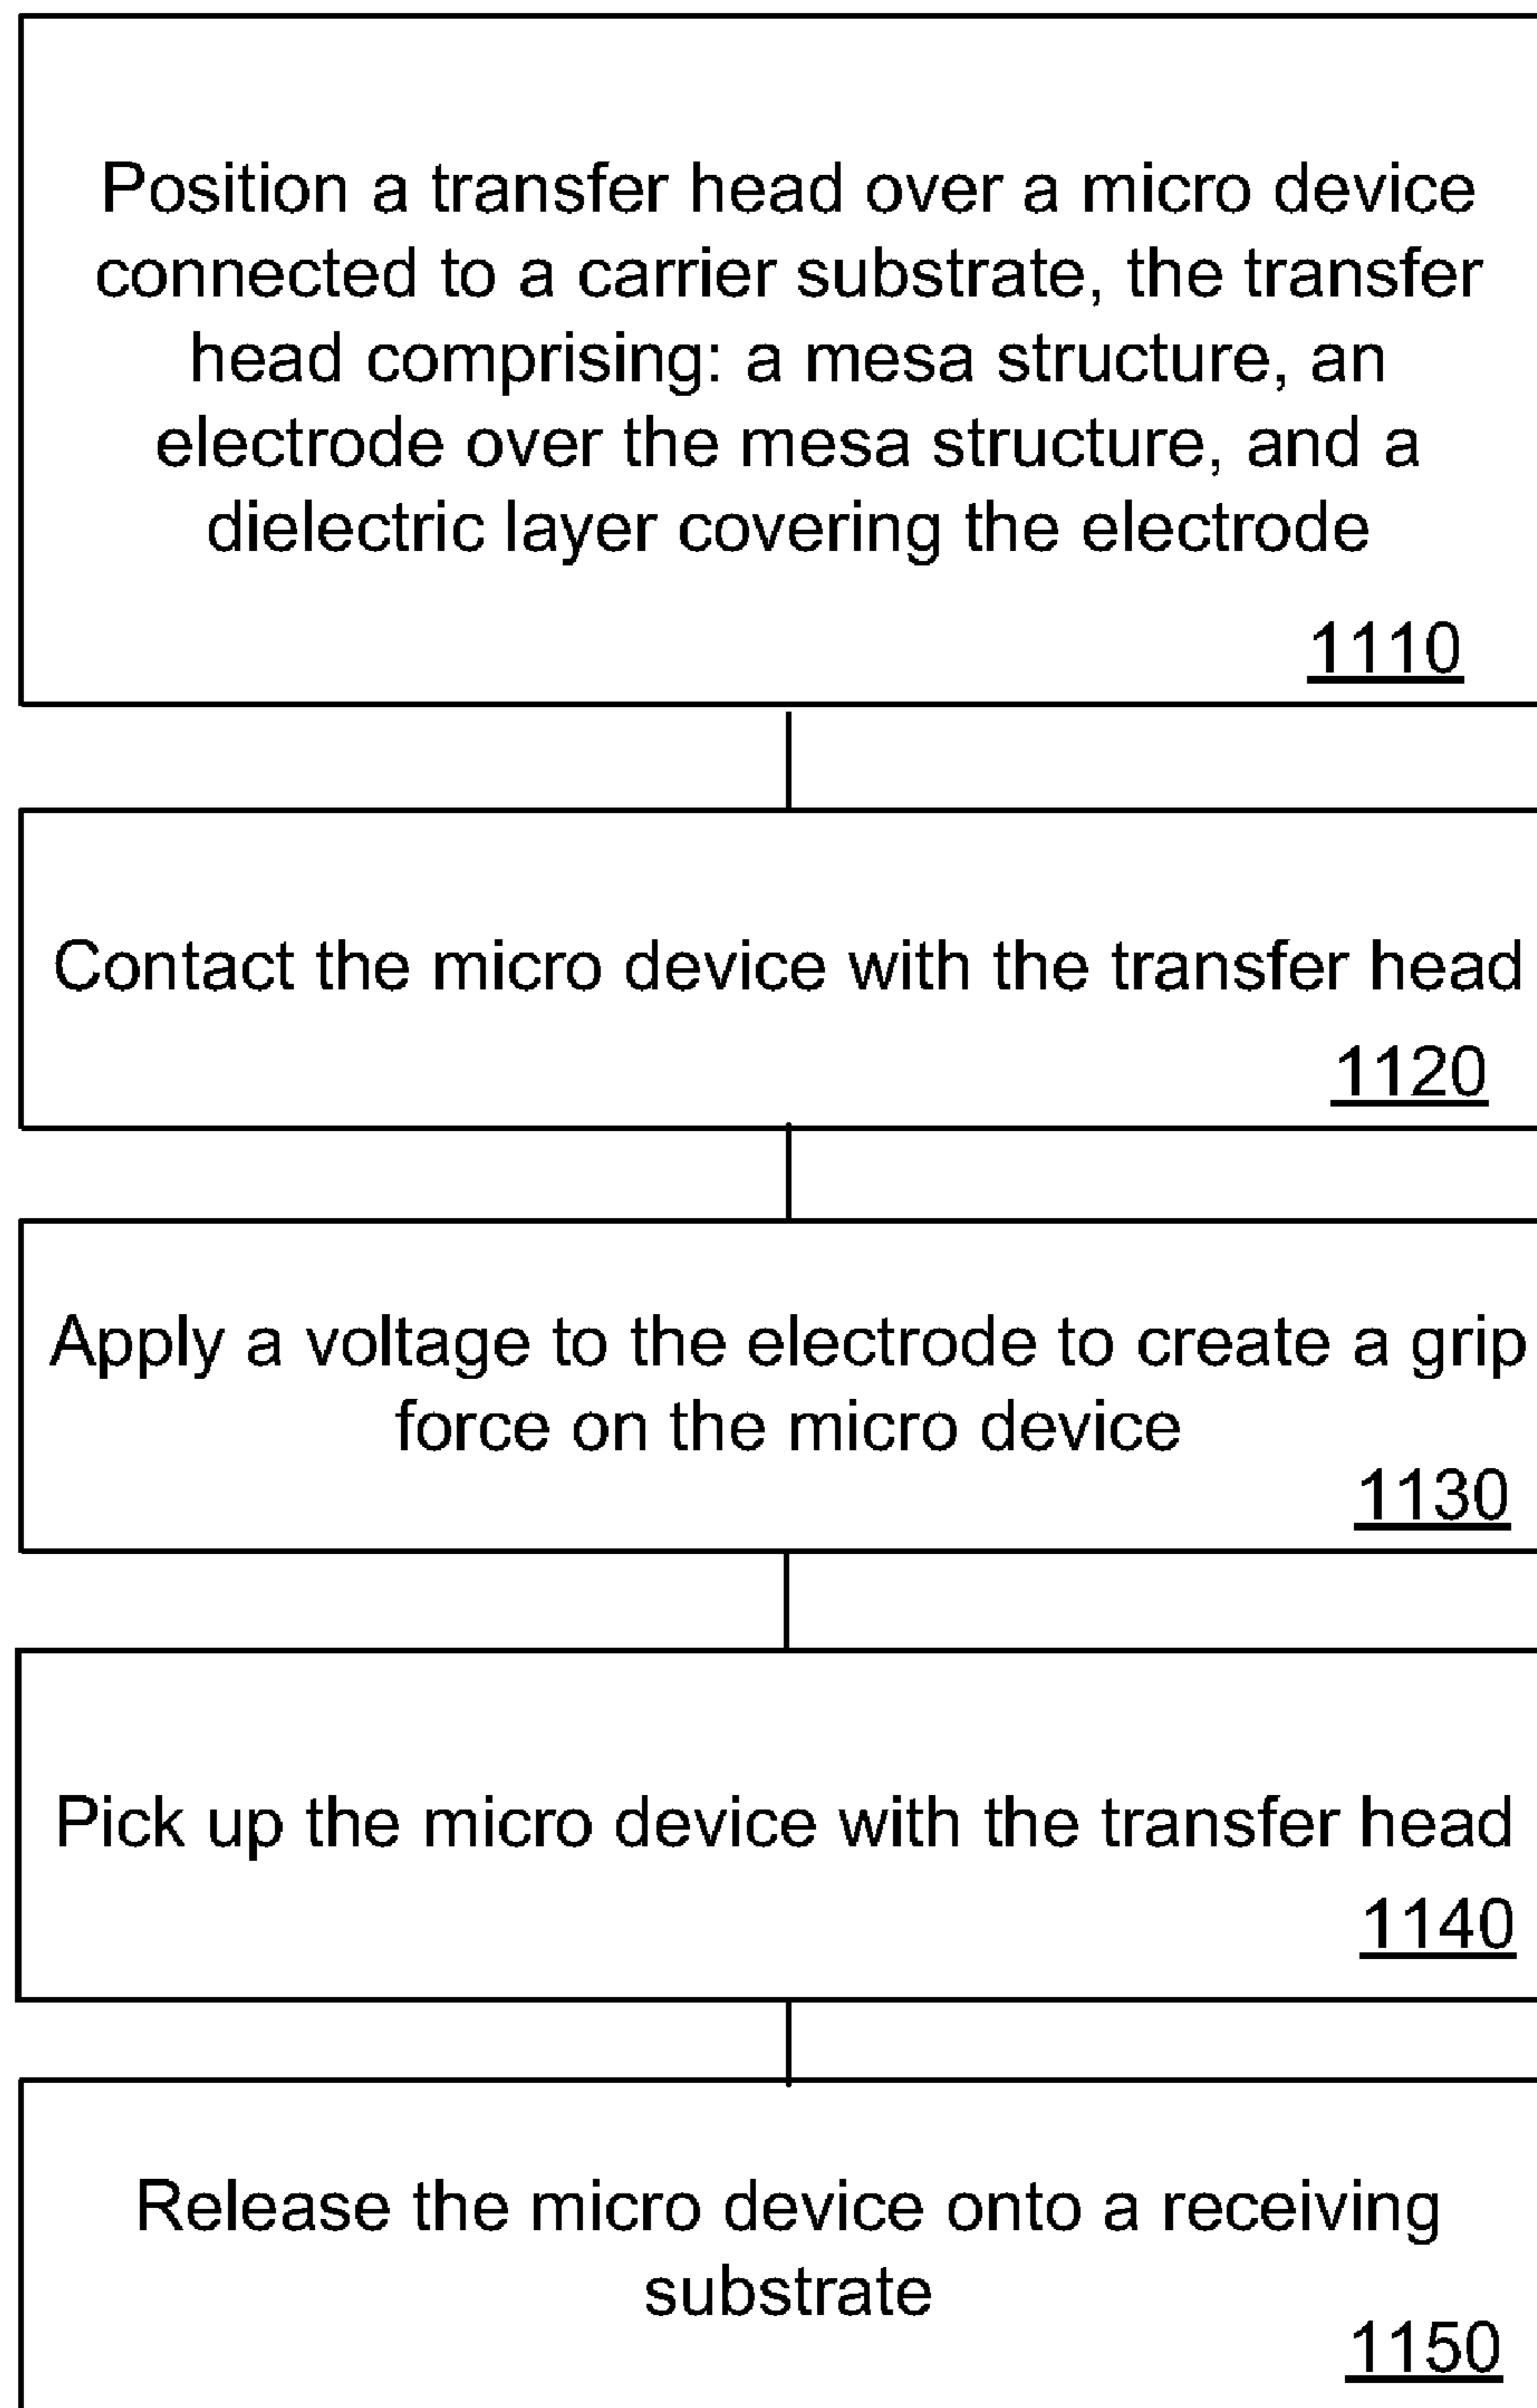 Position a transfer head over a micro device
connected to a carrier substrate, the transfer
head comprising: a mesa structure, an
electrode over the mesa structure, and a
dielectric layer covering the electrode
1110
Contact the micro device with the transfer head
1120
Apply a voltage to the electrode to create a grip
force on the micro device
1130
Pick up the micro device with the transfer head
1140
Release the micro device onto a receiving
substrate
1150